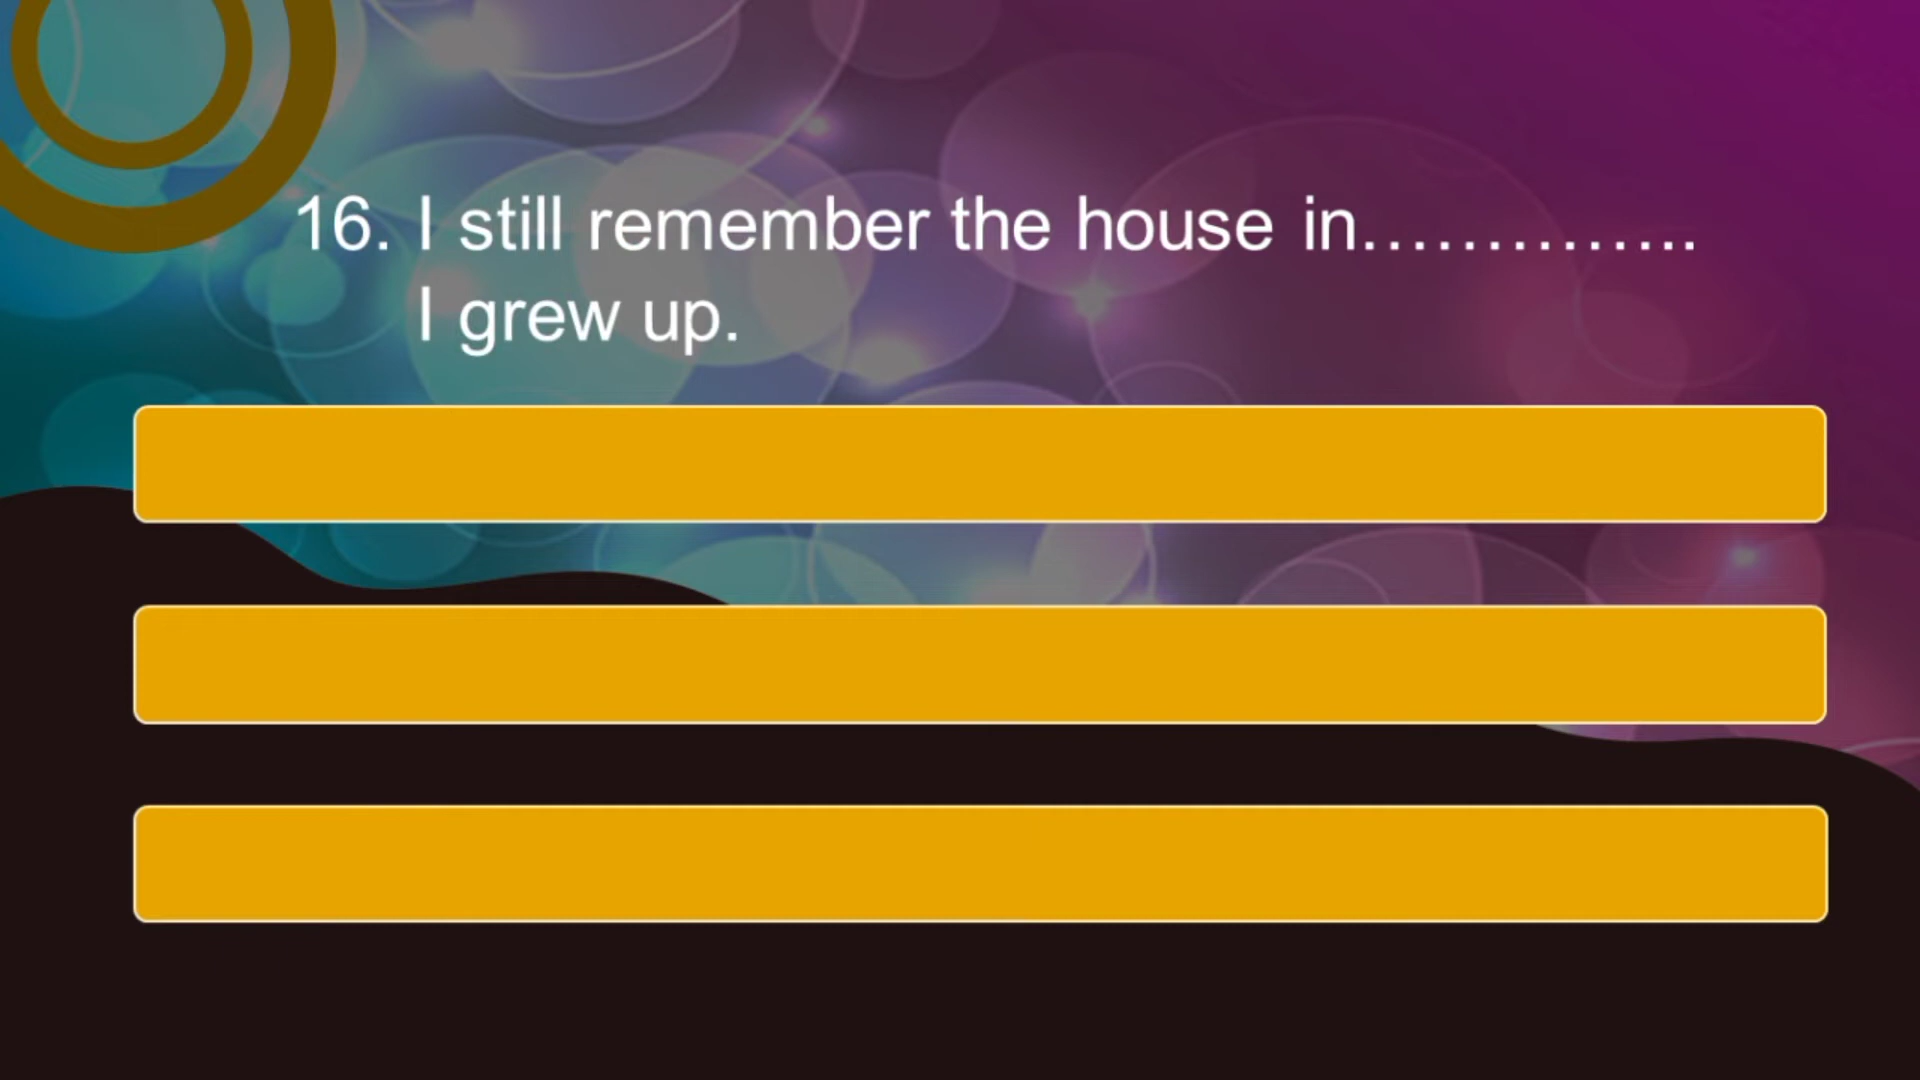 16. I still remember the house in…………..
I grew up.